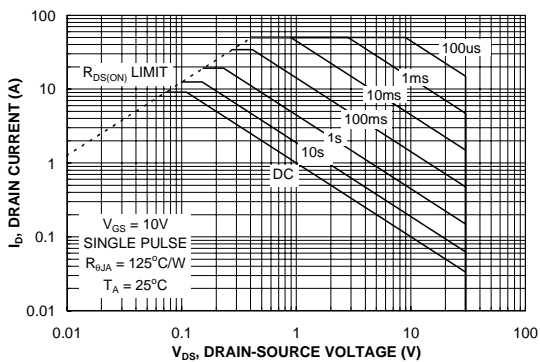 100
10
1
0.1
0.01
I_D, DRAIN CURRENT (A)
R_DS(ON) LIMIT
100us
1ms
10ms
100ms
1s
10s
DC
V_GS = 10V
SINGLE PULSE
R_θJA = 125°C/W
T_A = 25°C
0.01 0.1 1 10 100
V_DS, DRAIN-SOURCE VOLTAGE (V)